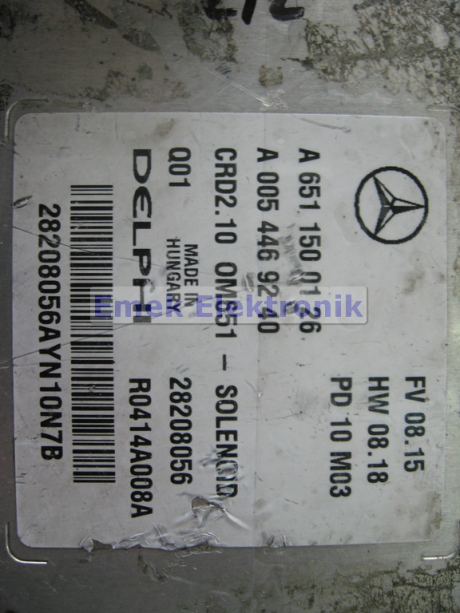 FV 08.15
HW 08.18
PD 10 M03
A 651 150 01 26
A 005 446 92 40
CRD2.10 OM651 - SOLENOID
Q01
MADE IN
HUNGARY
28208056
DELPHI
R0414A008A
28208056AYN10N7B
Emek Elektronik